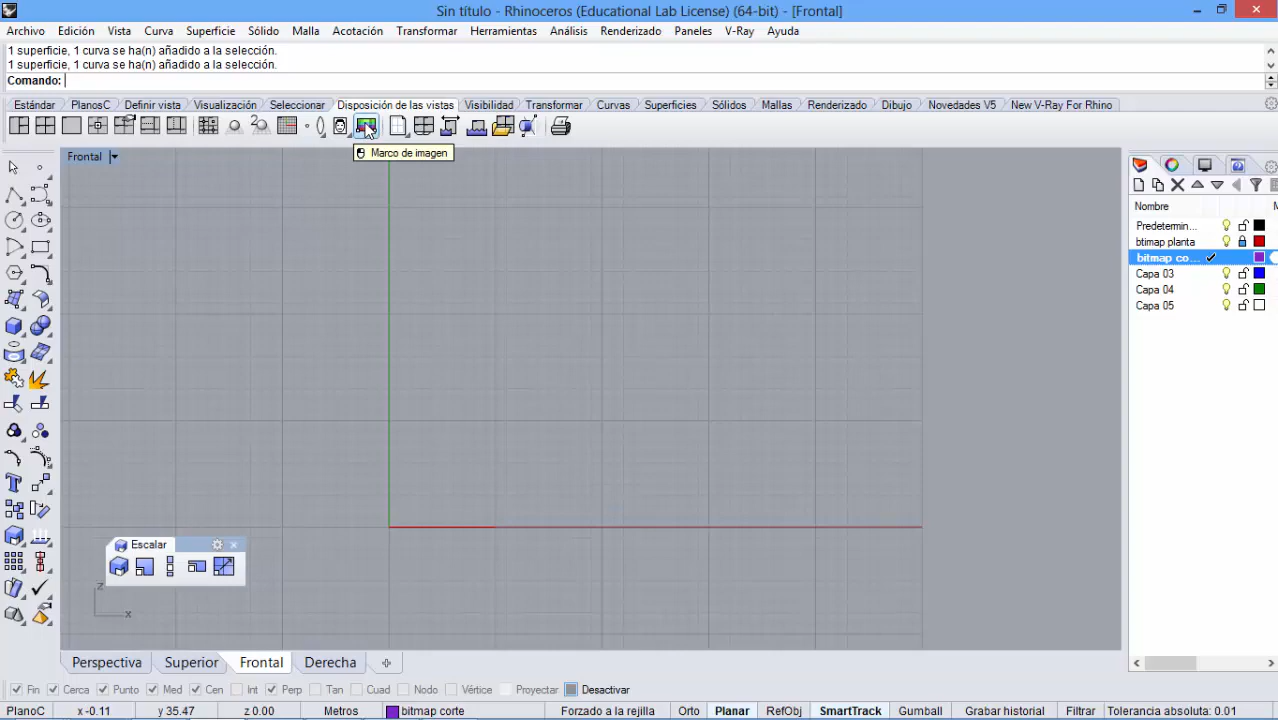 Sin título - Rhinoceros (Educational Lab License) (64-bit) - [Frontal]
Archivo Edición Vista Curva Superficie Sólido Malla Acotación Transformar Herramientas Análisis Renderizado Paneles V-Ray Ayuda
1 superficie, 1 curva se ha(n) añadido a la selección.
1 superficie, 1 curva se ha(n) añadido a la selección.
Comando:
Estándar PlanosC Definir vista Visualización Seleccionar Disposición de las vistas Visibilidad Transformar Curvas Superficies Sólidos Mallas Renderizado Dibujo Novedades V5 New V-Ray For Rhino
Marco de imagen
Frontal
Nombre
Predetermin...
btimap planta
bitmap co...
Capa 03
Capa 04
Capa 05
Escalar
z
x
Perspectiva Superior Frontal Derecha
Fin Cerca Punto Med Cen Int Perp Tan Cuad Nodo Vértice Proyectar Desactivar
PlanoC x -0.11 y 35.47 z 0.00 Metros bitmap corte Forzado a la rejilla Orto Planar RefObj SmartTrack Gumball Grabar historial Filtrar Tolerancia absoluta: 0.01